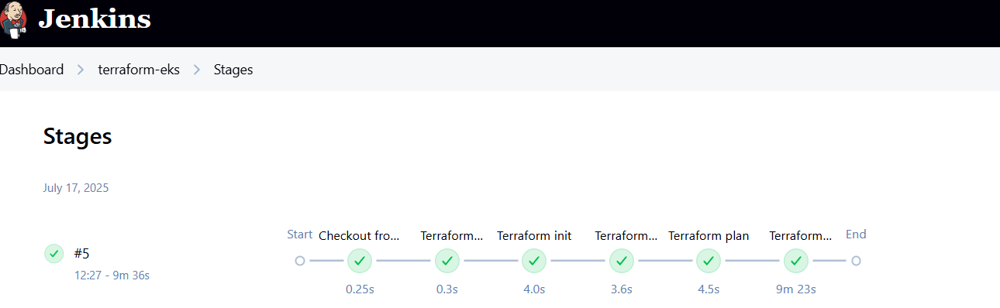 Jenkins
Dashboard > terraform-eks > Stages
Stages
July 17, 2025
Start Checkout fro... Terraform... Terraform init Terraform... Terraform plan Terraform... End
#5
12:27 - 9m 36s
0.25s 0.3s 4.0s 3.6s 4.5s 9m 23s